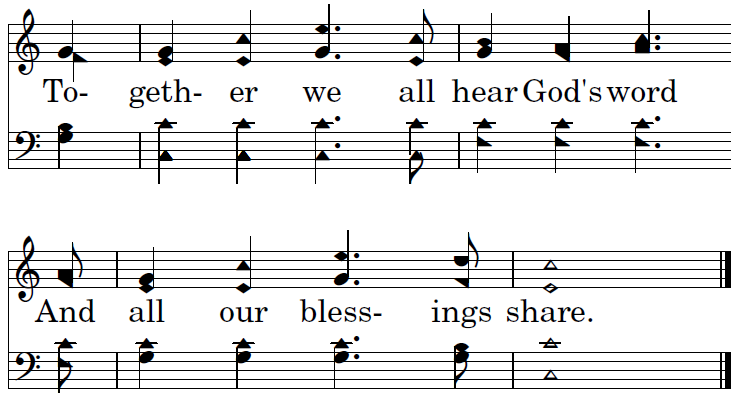 To- geth- er we all hear God's word
And all our bless- ings share.